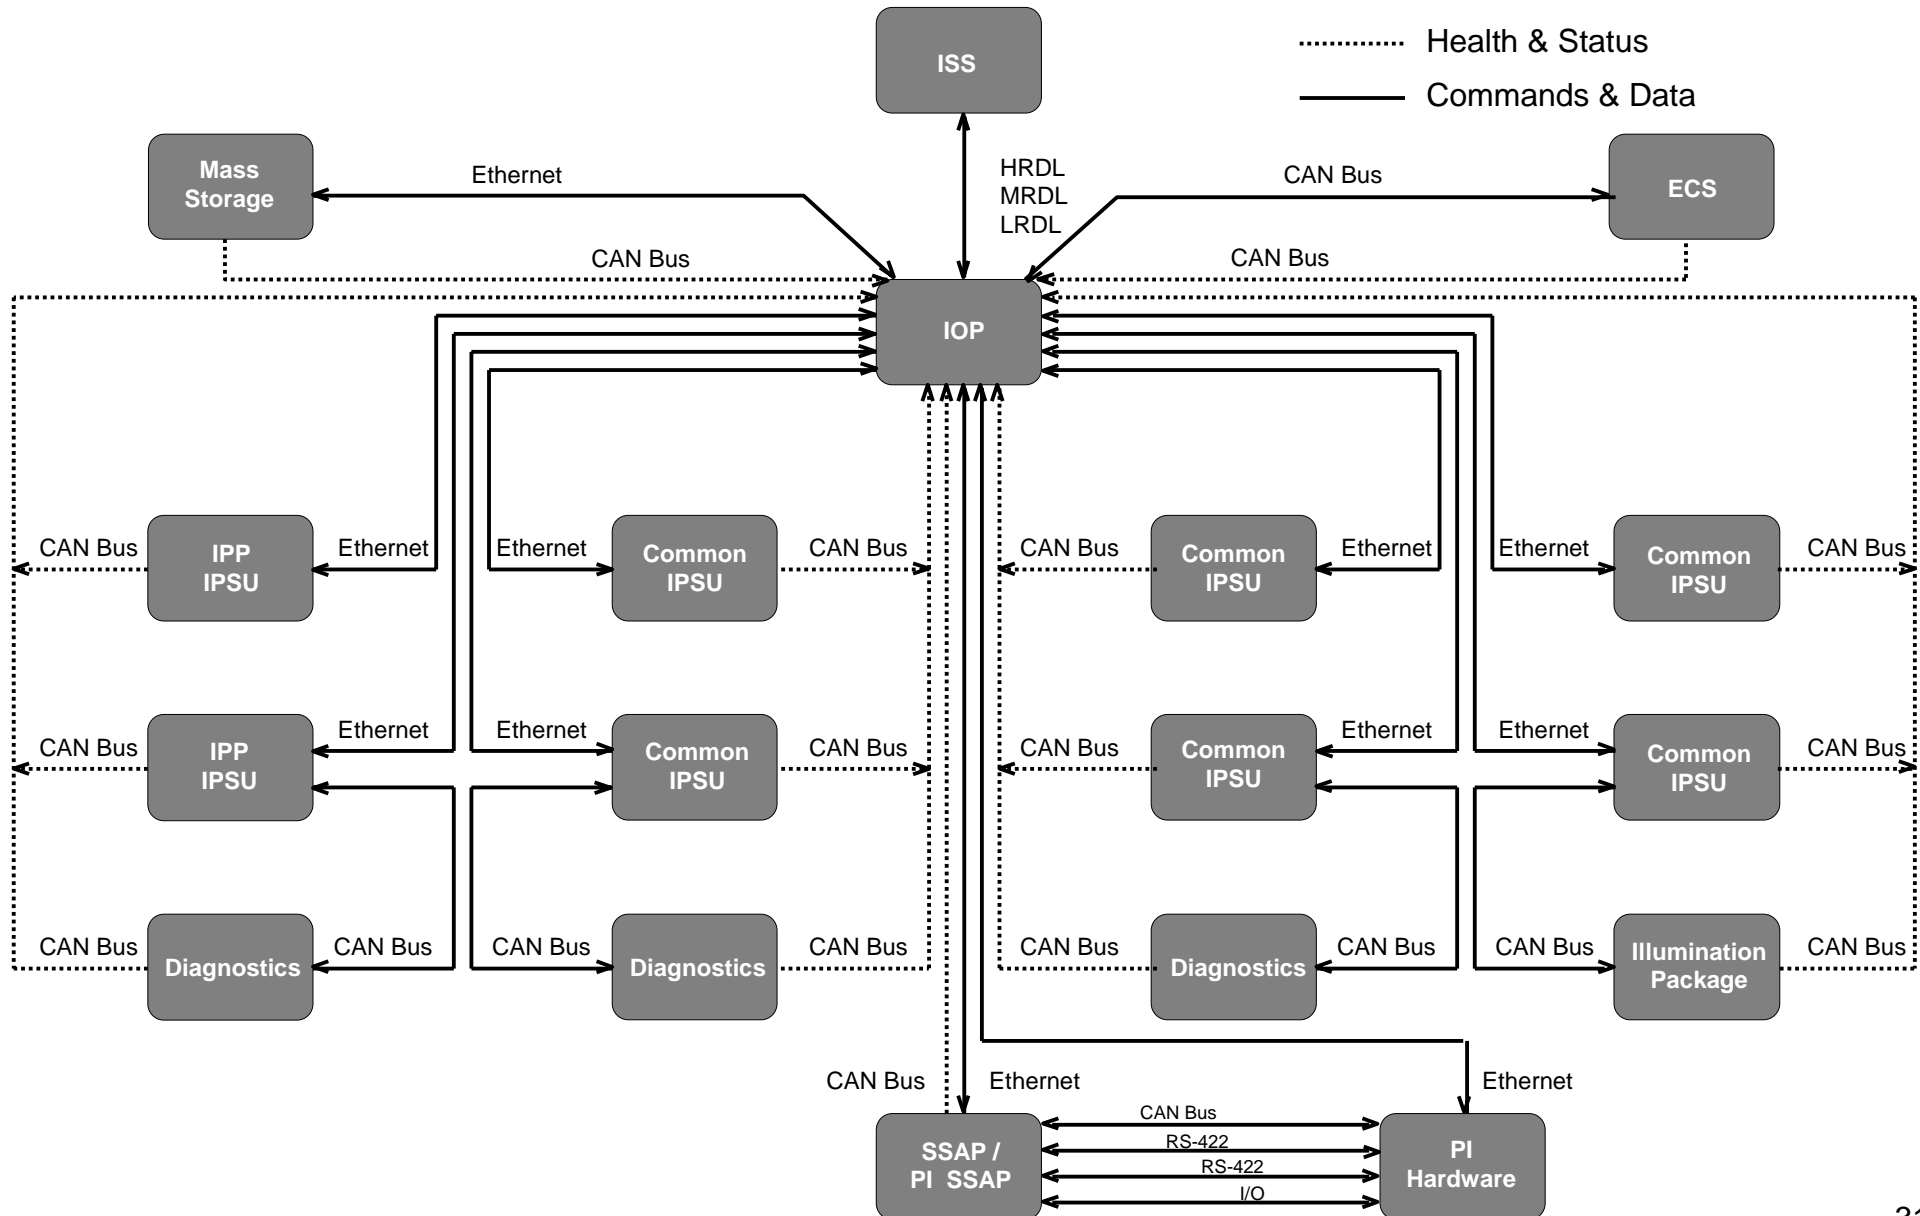 ISS
Health & Status
Commands & Data
Mass
Storage
Ethernet
HRDL
MRDL
LRDL
CAN Bus
ECS
CAN Bus
CAN Bus
IOP
CAN Bus
IPP
IPSU
Ethernet
Ethernet
Common
IPSU
CAN Bus
CAN Bus
Common
IPSU
Ethernet
Ethernet
Common
IPSU
CAN Bus
CAN Bus
IPP
IPSU
Ethernet
Ethernet
Common
IPSU
CAN Bus
CAN Bus
Common
IPSU
Ethernet
Ethernet
Common
IPSU
CAN Bus
CAN Bus
Diagnostics
CAN Bus
CAN Bus
Diagnostics
CAN Bus
CAN Bus
Diagnostics
CAN Bus
CAN Bus
Illumination
Package
CAN Bus
CAN Bus
Ethernet
Ethernet
SSAP /
PI SSAP
CAN Bus
RS-422
RS-422
I/O
PI
Hardware